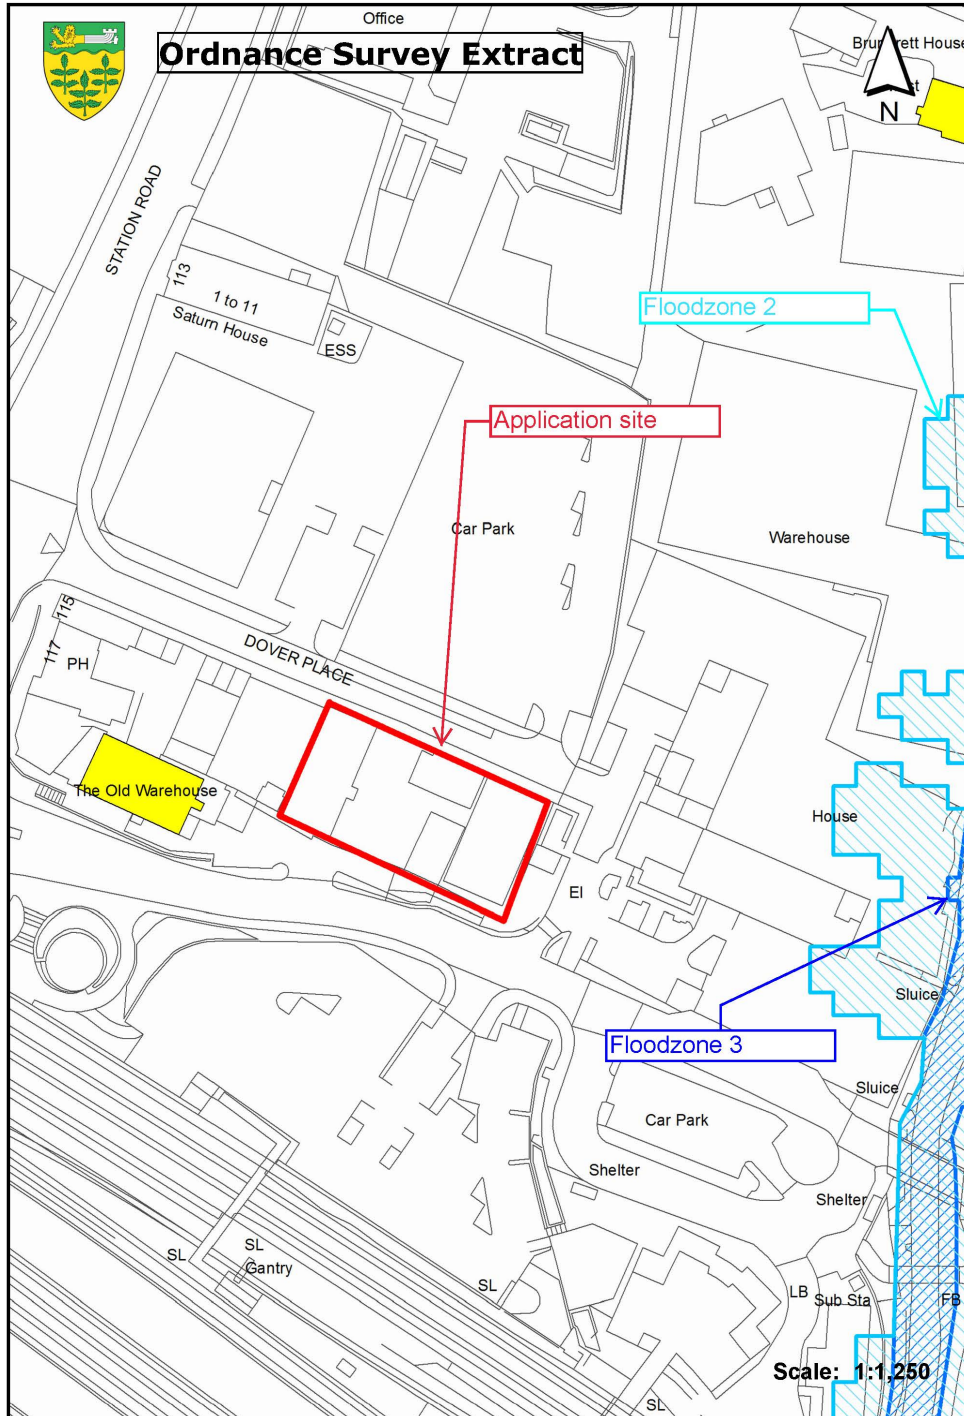 Office
Ordnance Survey Extract
N
STATION ROAD
113
1 to 11
Saturn House
ESS
Floodzone 2
Application site
Car Park
Warehouse
115
117
PH
DOVER PLACE
The Old Warehouse
House
El
Sluice
Floodzone 3
Sluice
Car Park
Shelter
Shelter
SL
SL
Gantry
SL
LB
Sub Sta
FB
Scale: 1:1,250
SL